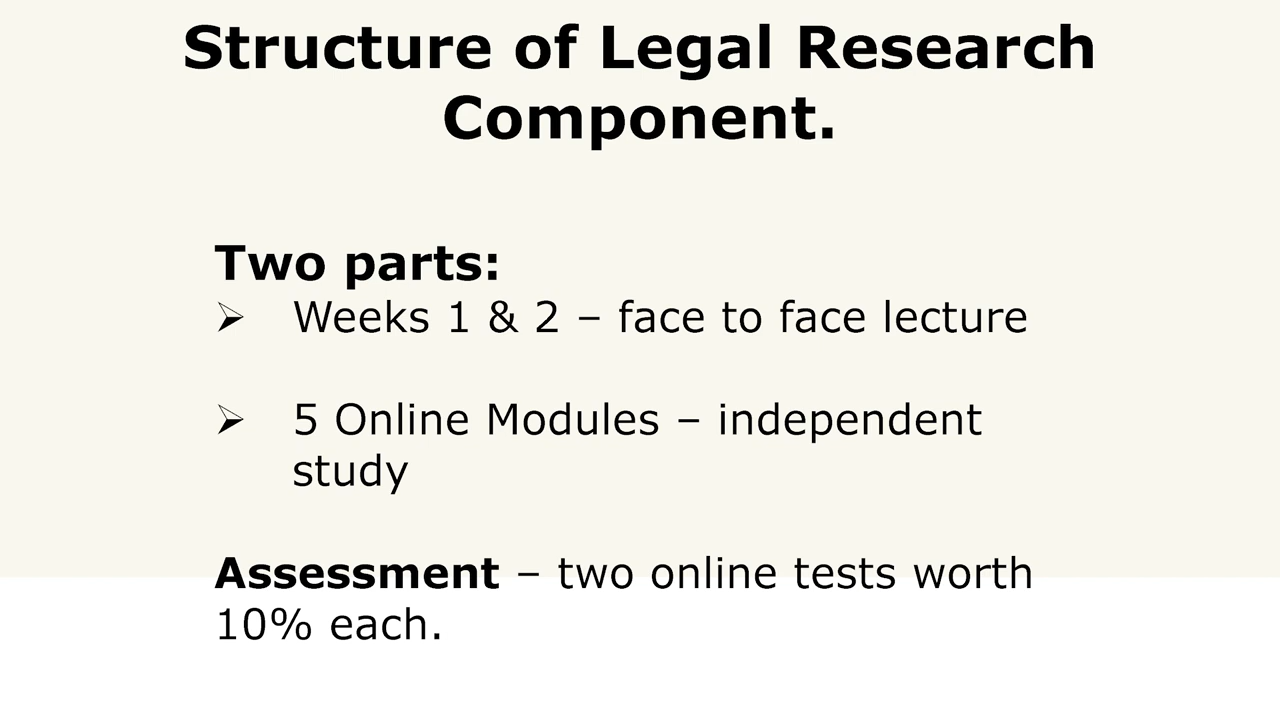 Structure of Legal Research
Component.
Two parts:
➢ Weeks 1 & 2 – face to face lecture
➢ 5 Online Modules – independent
study
Assessment – two online tests worth
10% each.